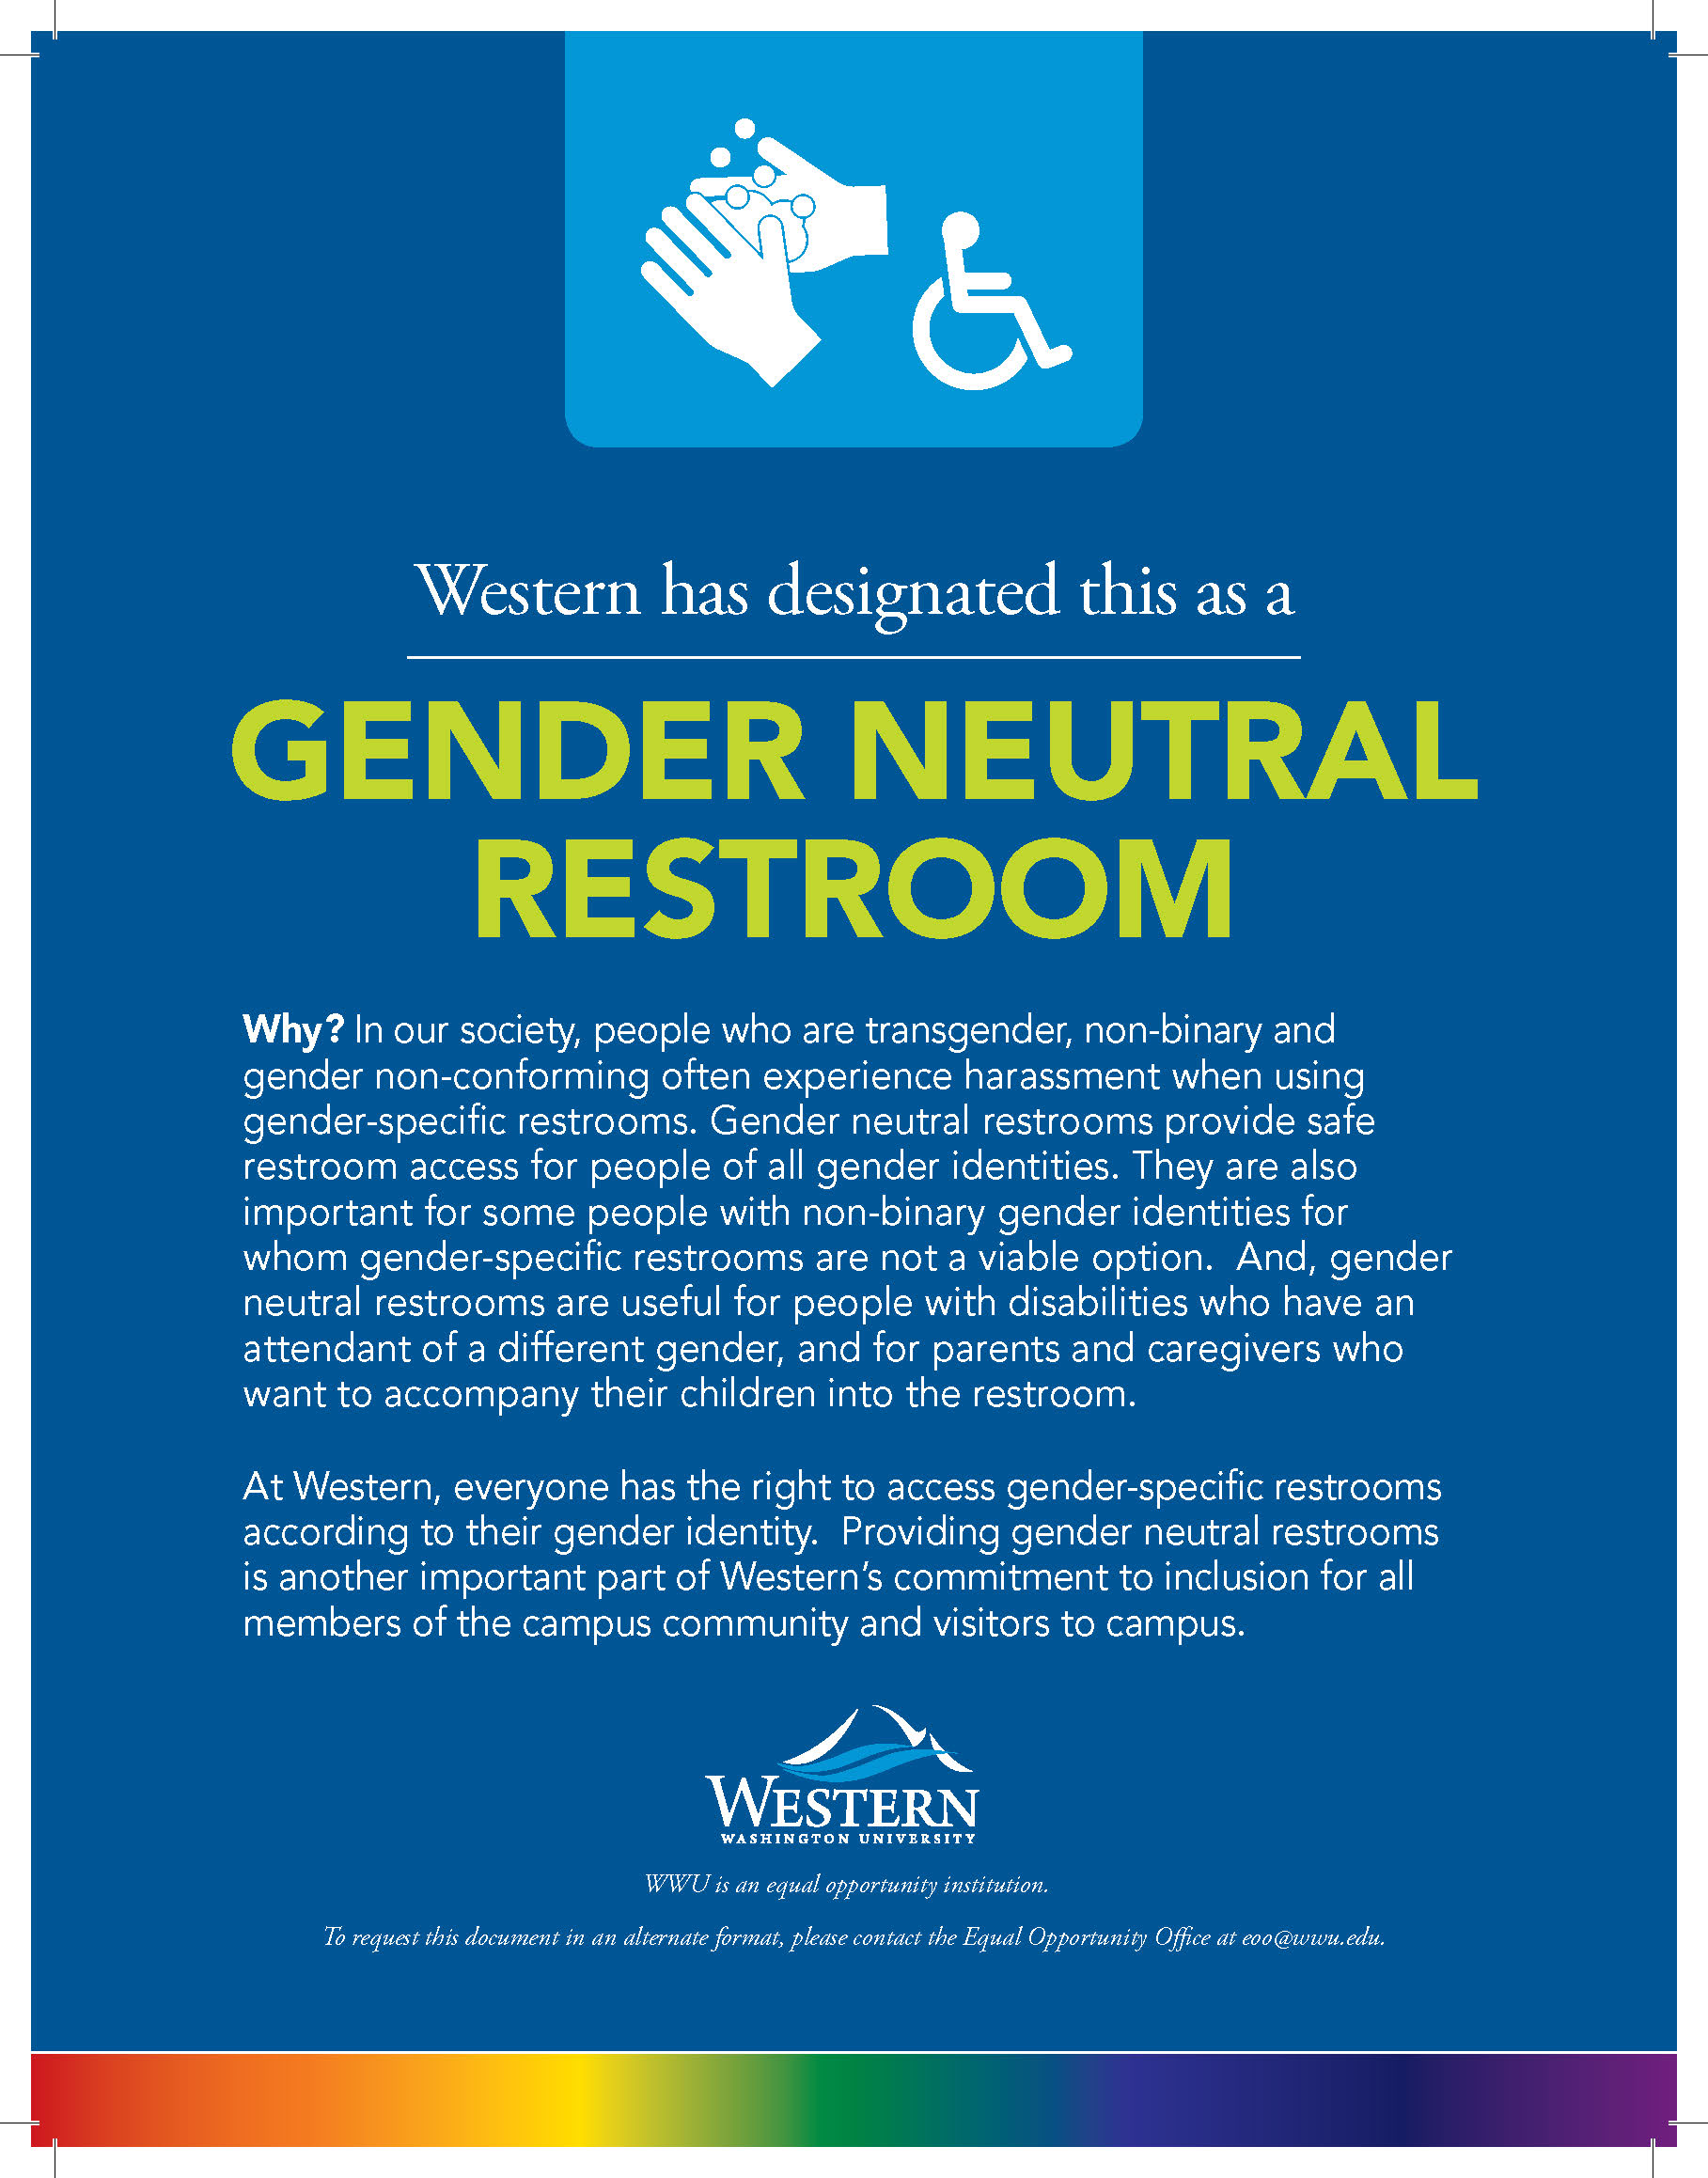 Western has designated this as a
GENDER NEUTRAL
RESTROOM
Why? In our society, people who are transgender, non-binary and
gender non-conforming often experience harassment when using
gender-specific restrooms. Gender neutral restrooms provide safe
restroom access for people of all gender identities. They are also
important for some people with non-binary gender identities for
whom gender-specific restrooms are not a viable option.  And, gender
neutral restrooms are useful for people with disabilities who have an
attendant of a different gender, and for parents and caregivers who
want to accompany their children into the restroom.
At Western, everyone has the right to access gender-specific restrooms
according to their gender identity.  Providing gender neutral restrooms
is another important part of Western’s commitment to inclusion for all
members of the campus community and visitors to campus.
WESTERN
WASHINGTON UNIVERSITY
WWU is an equal opportunity institution.
To request this document in an alternate format, please contact the Equal Opportunity Office at eoo@wwu.edu.